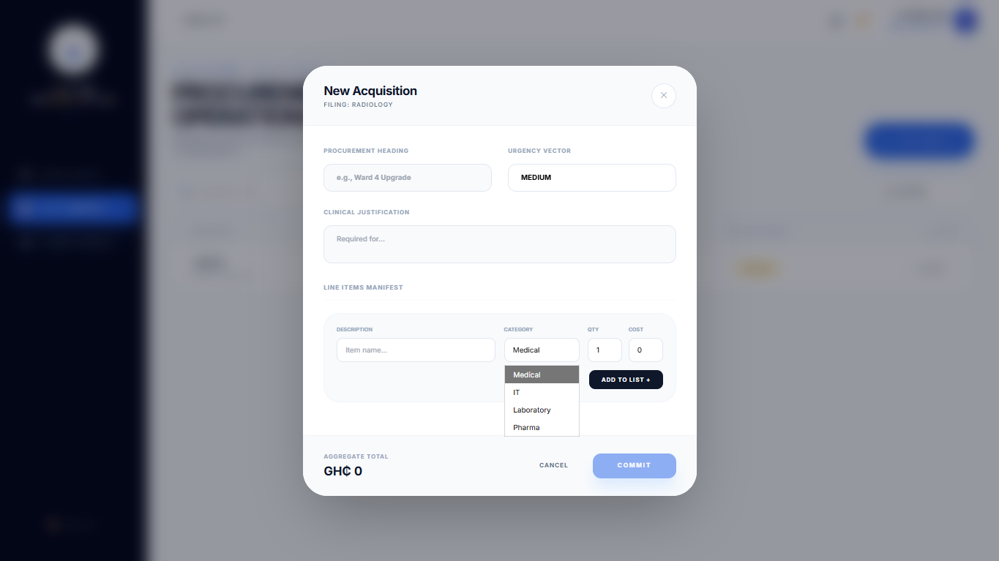 New Acquisition
FILING: RADIOLOGY
PROCUREMENT HEADING
URGENCY VECTOR
e.g., Ward 4 Upgrade
MEDIUM
CLINICAL JUSTIFICATION
Required for...
LINE ITEMS MANIFEST
DESCRIPTION
CATEGORY
QTY
COST
Item name...
Medical
1
0
Medical
IT
Laboratory
Pharma
ADD TO LIST +
AGGREGATE TOTAL
GH₵ 0
CANCEL
COMMIT